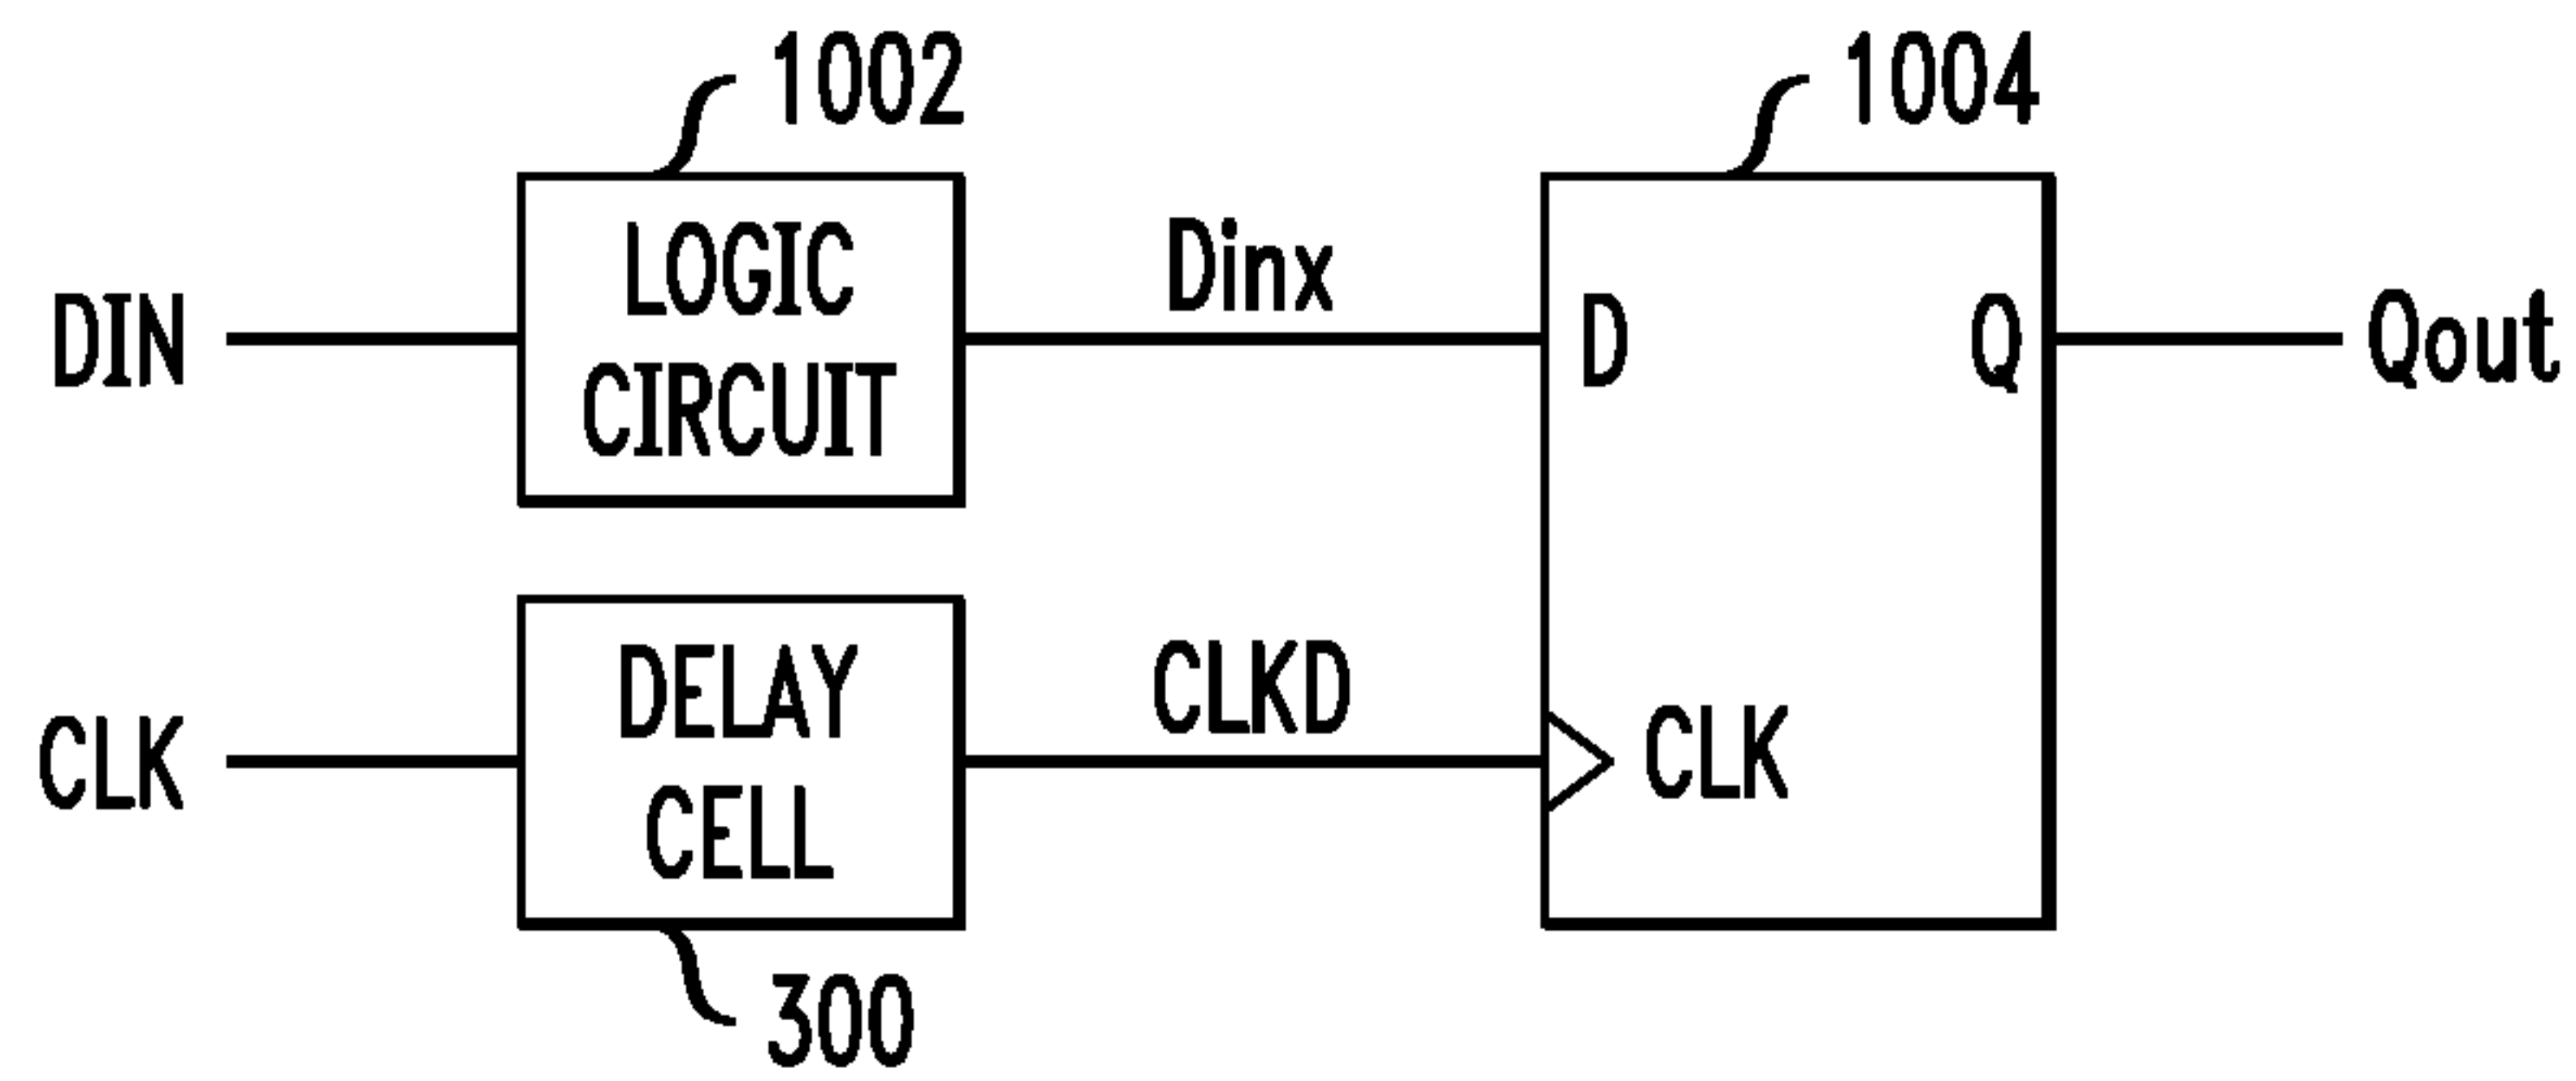 1002
1004
LOGIC
CIRCUIT
DIN
Dinx
D
Q
Qout
DELAY
CELL
CLK
CLKD
CLK
300